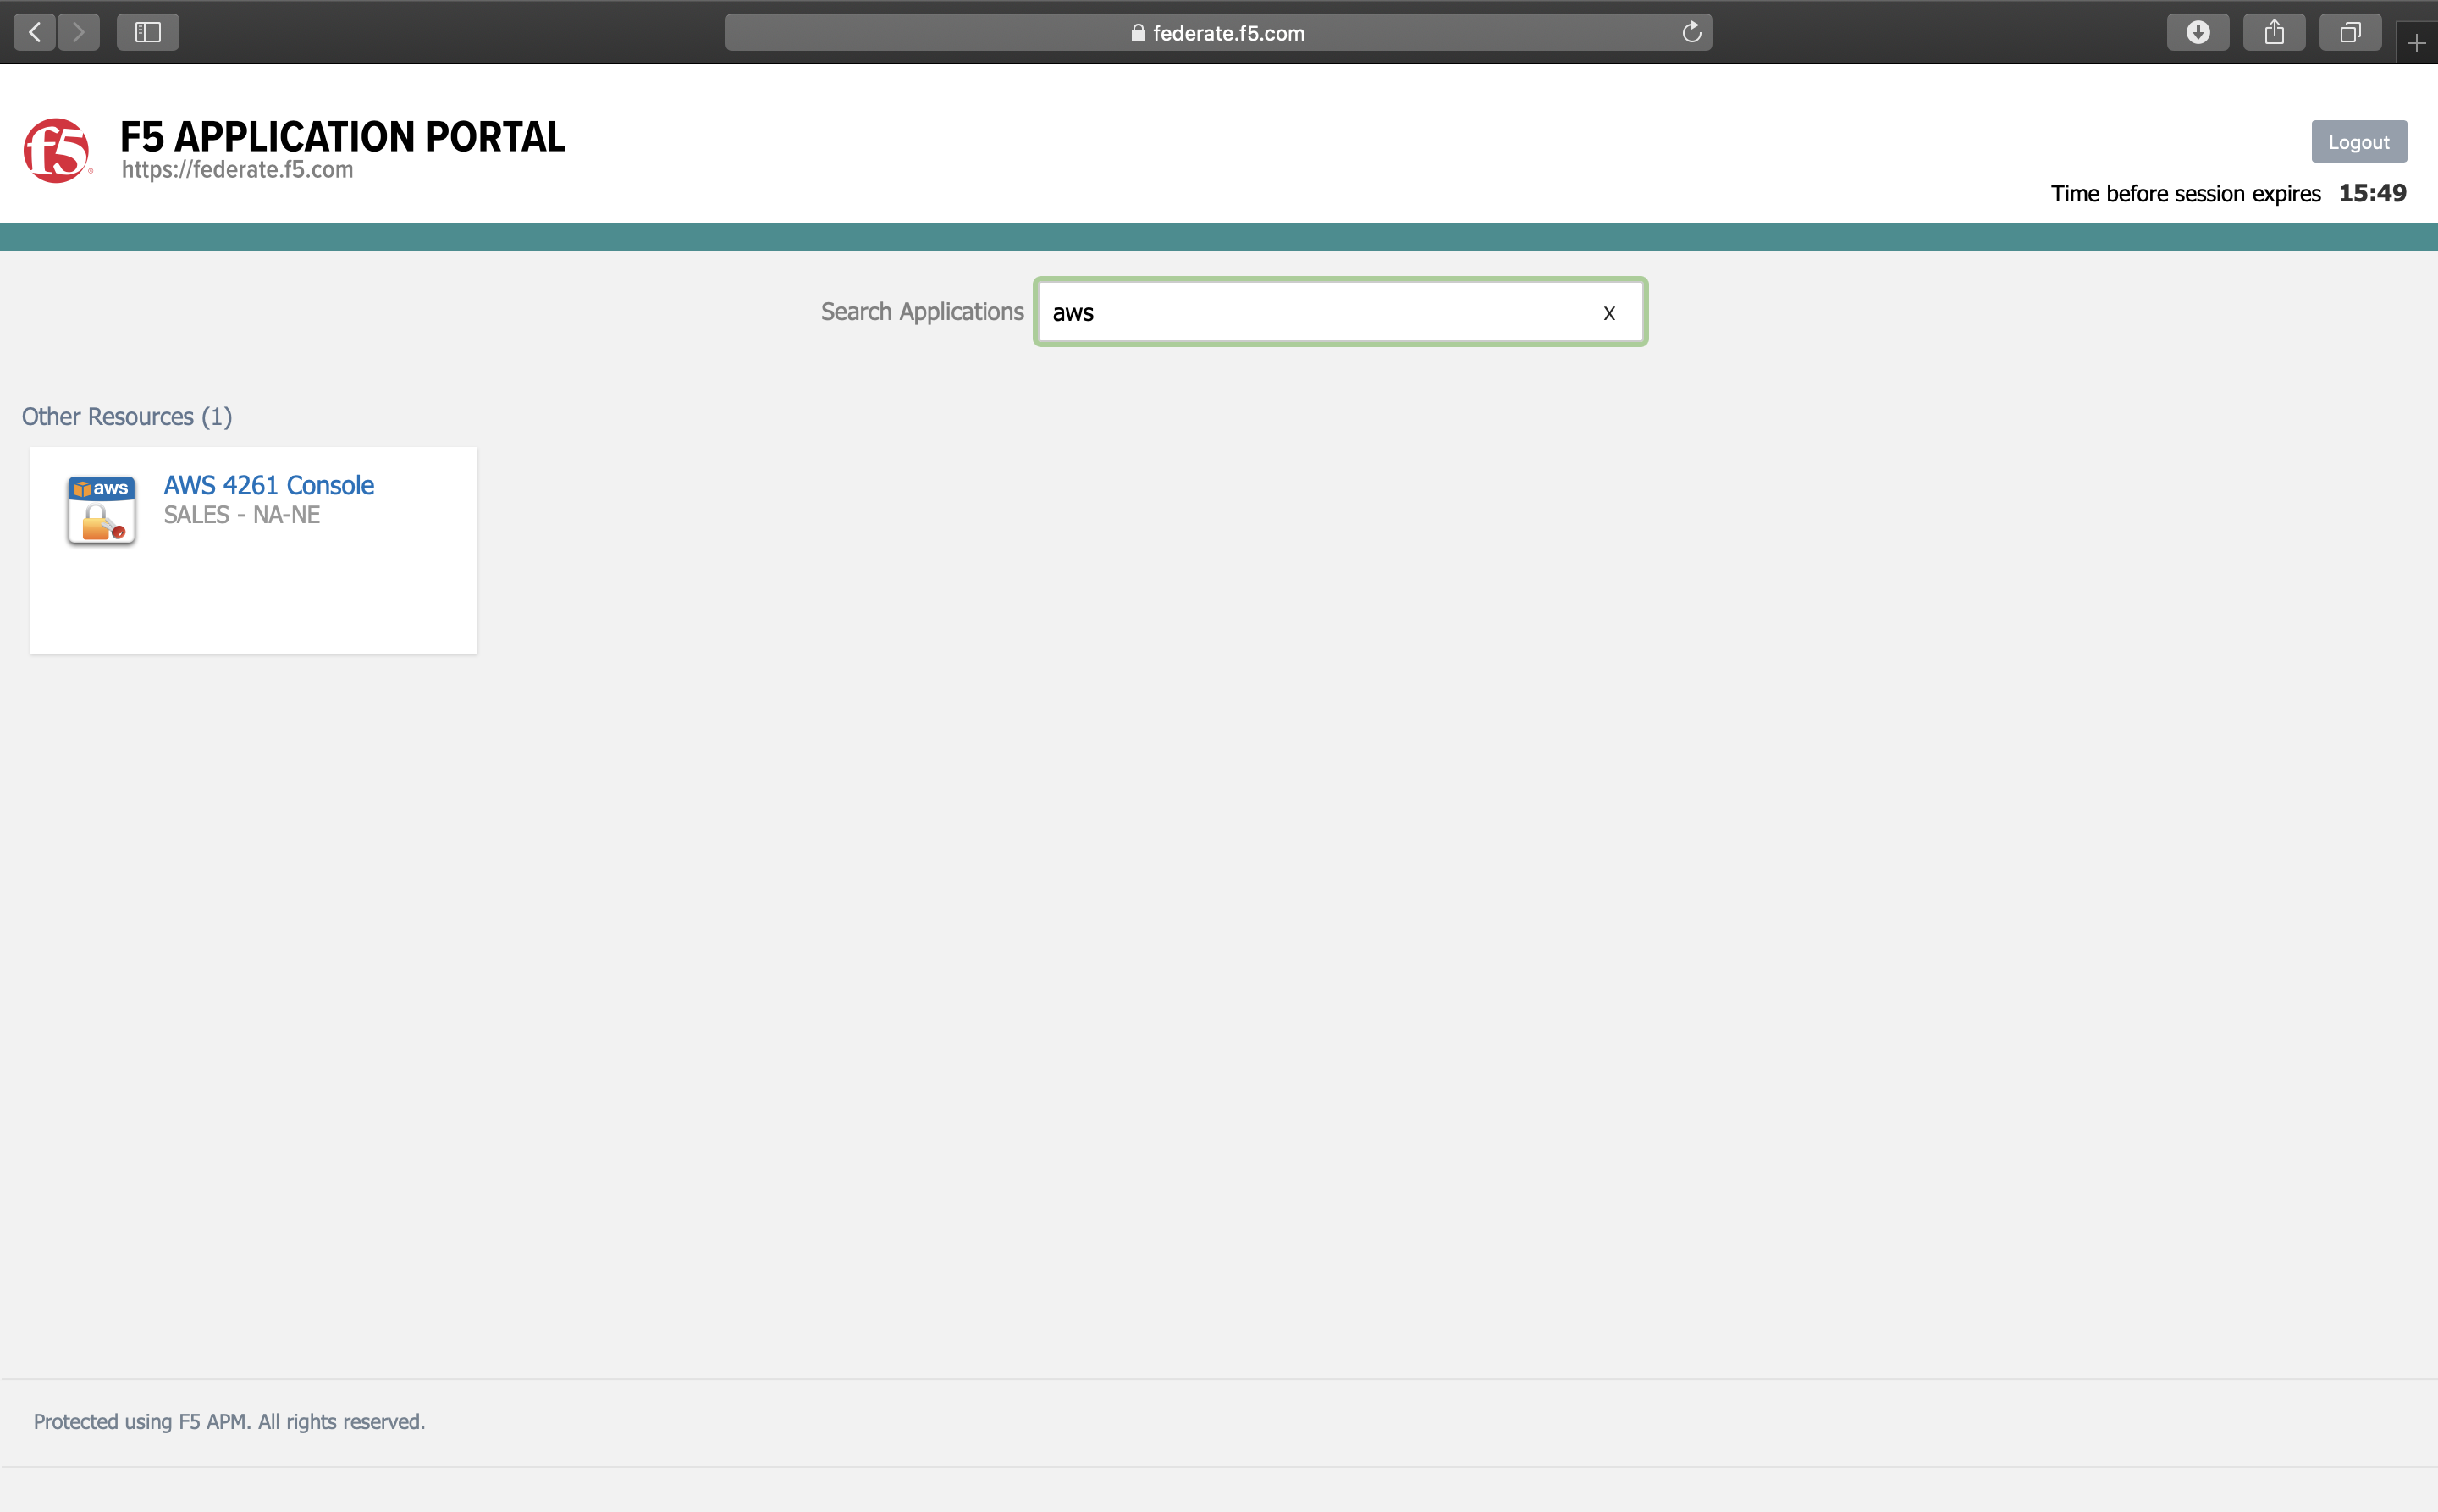 federate.f5.com
f5
F5 APPLICATION PORTAL
https://federate.f5.com
Logout
Time before session expires 15:49
Search Applications aws x
Other Resources (1)
aws
AWS 4261 Console
SALES - NA-NE
Protected using F5 APM. All rights reserved.